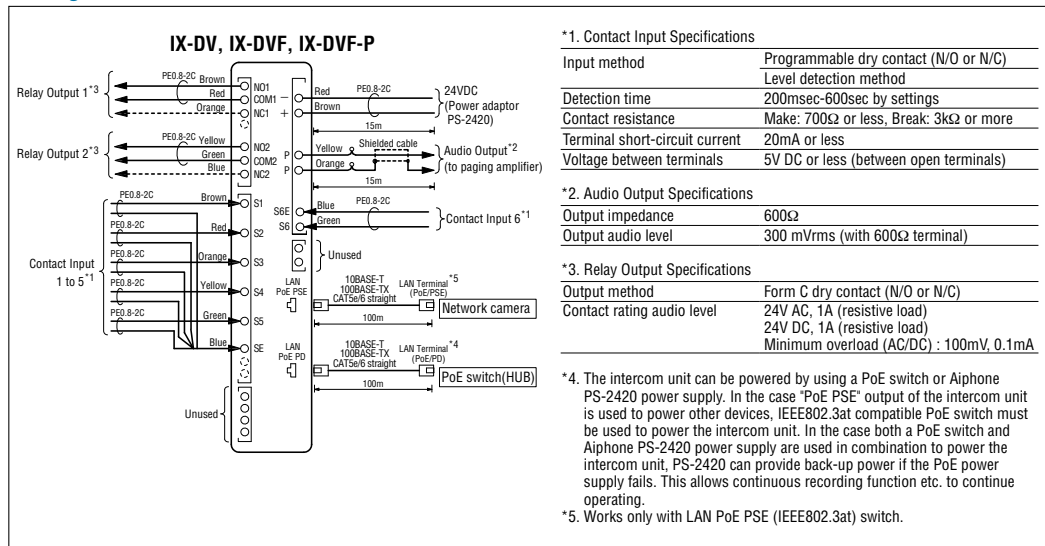 IX-DV, IX-DVF, IX-DVF-P
Relay Output 1*3
PE0.8-2C
Brown
Red
Orange
NO1
COM1
NC1
Relay Output 2*3
PE0.8-2C
Yellow
Green
Blue
NO2
COM2
NC2
Contact Input
1 to 5*1
PE0.8-2C
Brown
S1
PE0.8-2C
Red
S2
PE0.8-2C
Orange
S3
PE0.8-2C
Yellow
S4
PE0.8-2C
Green
S5
Blue
SE
Unused
−
+
Red
Brown
PE0.8-2C
24VDC
(Power adaptor
PS-2420)
15m
P
P
Yellow
Orange
Shielded cable
Audio Output*2
(to paging amplifier)
15m
S6E
S6
Blue
Green
PE0.8-2C
Contact Input 6*1
Unused
LAN
PoE PSE
10BASE-T
100BASE-TX
CAT5e/6 straight
LAN Terminal*5
(PoE/PSE)
Network camera
100m
LAN
PoE PD
10BASE-T
100BASE-TX
CAT5e/6 straight
LAN Terminal*4
(PoE/PD)
PoE switch(HUB)
100m
*1. Contact Input Specifications
Input method Programmable dry contact (N/O or N/C)
Level detection method
Detection time 200msec-600sec by settings
Contact resistance Make: 700Ω or less, Break: 3kΩ or more
Terminal short-circuit current 20mA or less
Voltage between terminals 5V DC or less (between open terminals)
*2. Audio Output Specifications
Output impedance 600Ω
Output audio level 300 mVrms (with 600Ω terminal)
*3. Relay Output Specifications
Output method Form C dry contact (N/O or N/C)
Contact rating audio level 24V AC, 1A (resistive load)
24V DC, 1A (resistive load)
Minimum overload (AC/DC) : 100mV, 0.1mA
*4. The intercom unit can be powered by using a PoE switch or Aiphone
PS-2420 power supply. In the case "PoE PSE" output of the intercom unit
is used to power other devices, IEEE802.3at compatible PoE switch must
be used to power the intercom unit. In the case both a PoE switch and
Aiphone PS-2420 power supply are used in combination to power the
intercom unit, PS-2420 can provide back-up power if the PoE power
supply fails. This allows continuous recording function etc. to continue
operating.
*5. Works only with LAN PoE PSE (IEEE802.3at) switch.